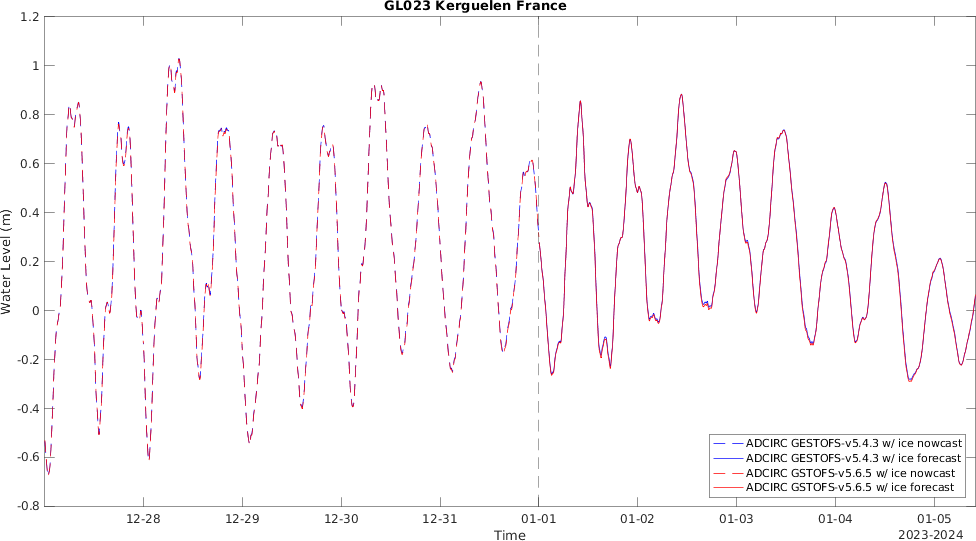 GL023 Kerguelen France
1.2
1
0.8
0.6
0.4
0.2
0
-0.2
-0.4
-0.6
-0.8
Water Level (m)
12-28 12-29 12-30 12-31 01-01 01-02 01-03 01-04 01-05
Time
2023-2024
ADCIRC GESTOFS-v5.4.3 w/ ice nowcast
ADCIRC GESTOFS-v5.4.3 w/ ice forecast
ADCIRC GSTOFS-v5.6.5 w/ ice nowcast
ADCIRC GSTOFS-v5.6.5 w/ ice forecast